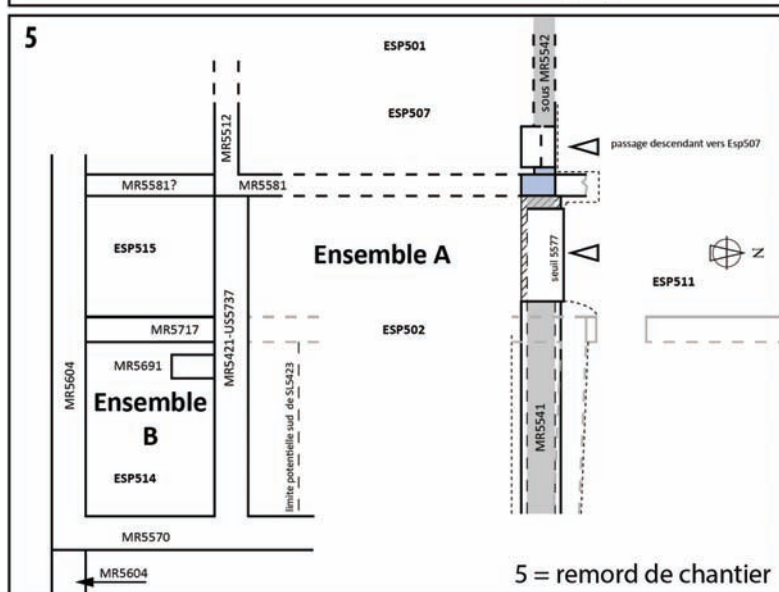 5
ESP501
sous MR5542
ESP507
passage descendant vers Esp507
MR5512
MR5581?
MR5581
ESP515
Ensemble A
seuil 5577
N
ESP511
MR5421-US5737
ESP502
MR5717
MR5604
MR5691
Ensemble
B
limite potentielle sud de SL5423
MR5541
ESP514
MR5570
MR5604
5 = remord de chantier